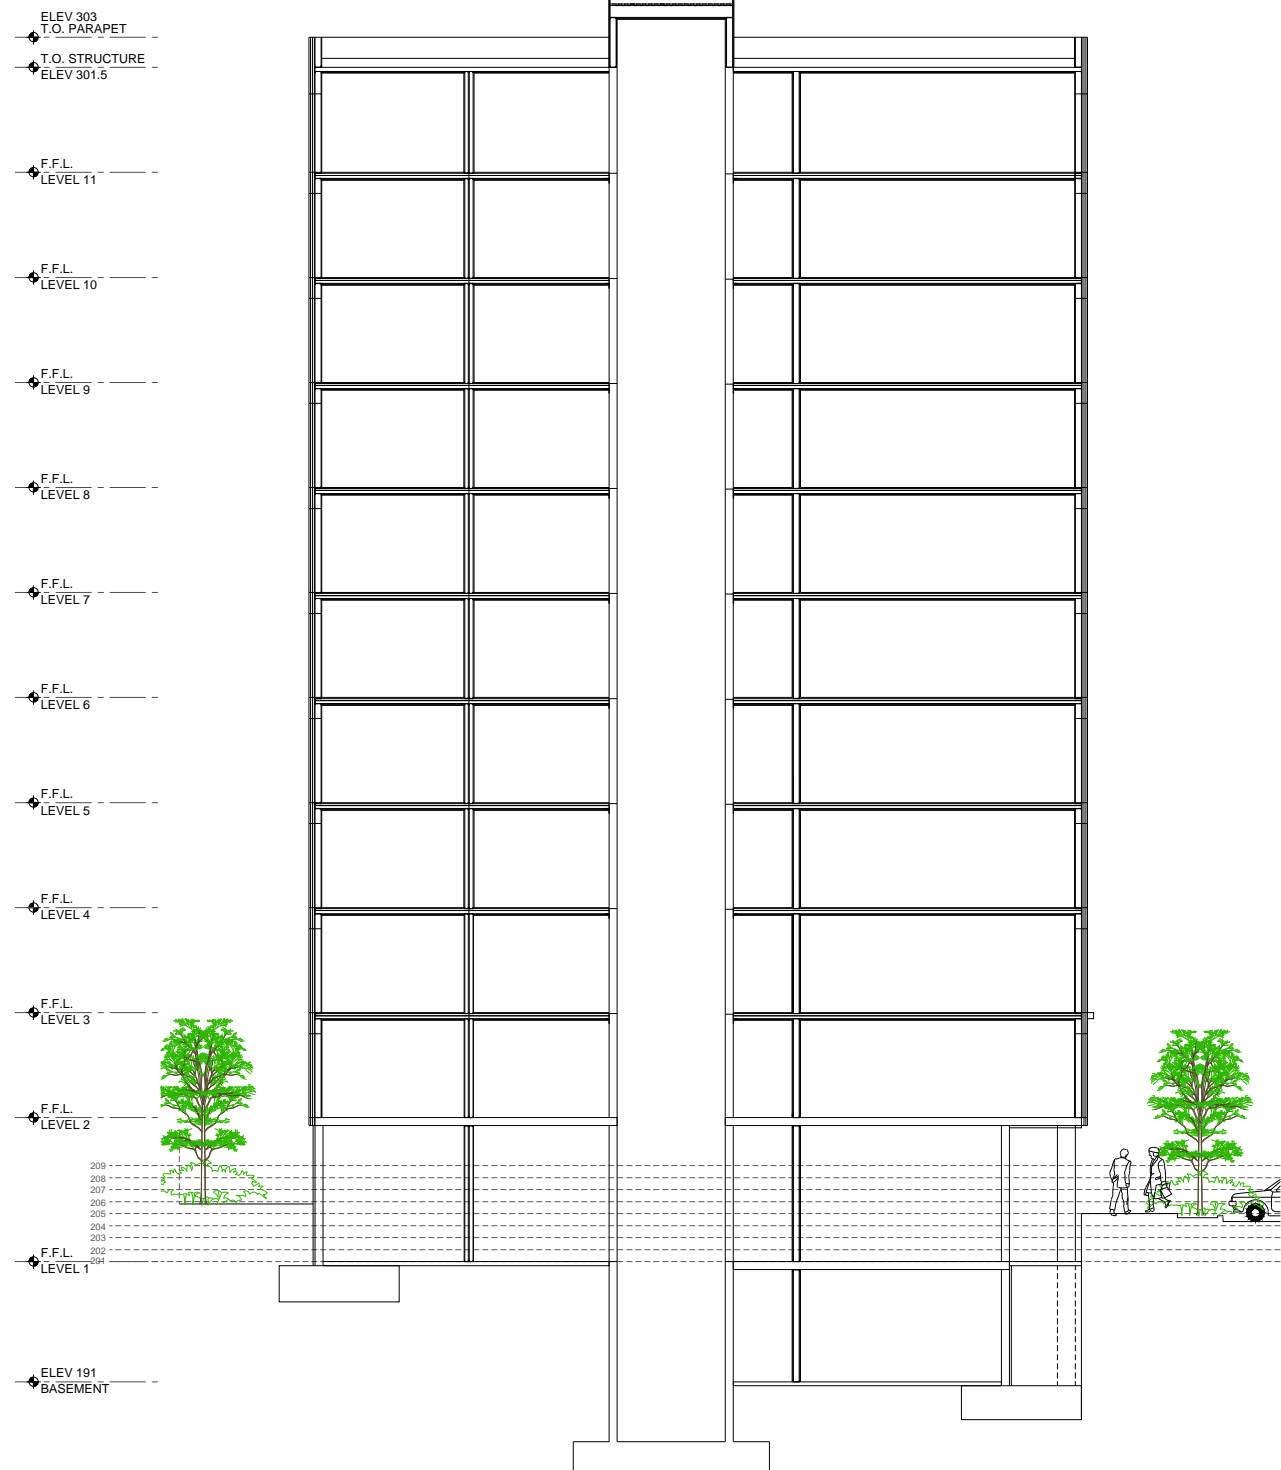 ELEV 303
T.O. PARAPET
T.O. STRUCTURE
ELEV 301.5
F.F.L.
LEVEL 11
F.F.L.
LEVEL 10
F.F.L.
LEVEL 9
F.F.L.
LEVEL 8
F.F.L.
LEVEL 7
F.F.L.
LEVEL 6
F.F.L.
LEVEL 5
F.F.L.
LEVEL 4
F.F.L.
LEVEL 3
F.F.L.
LEVEL 2
209
208
207
206
205
204
203
202
201
F.F.L.
LEVEL 1
ELEV 191
BASEMENT